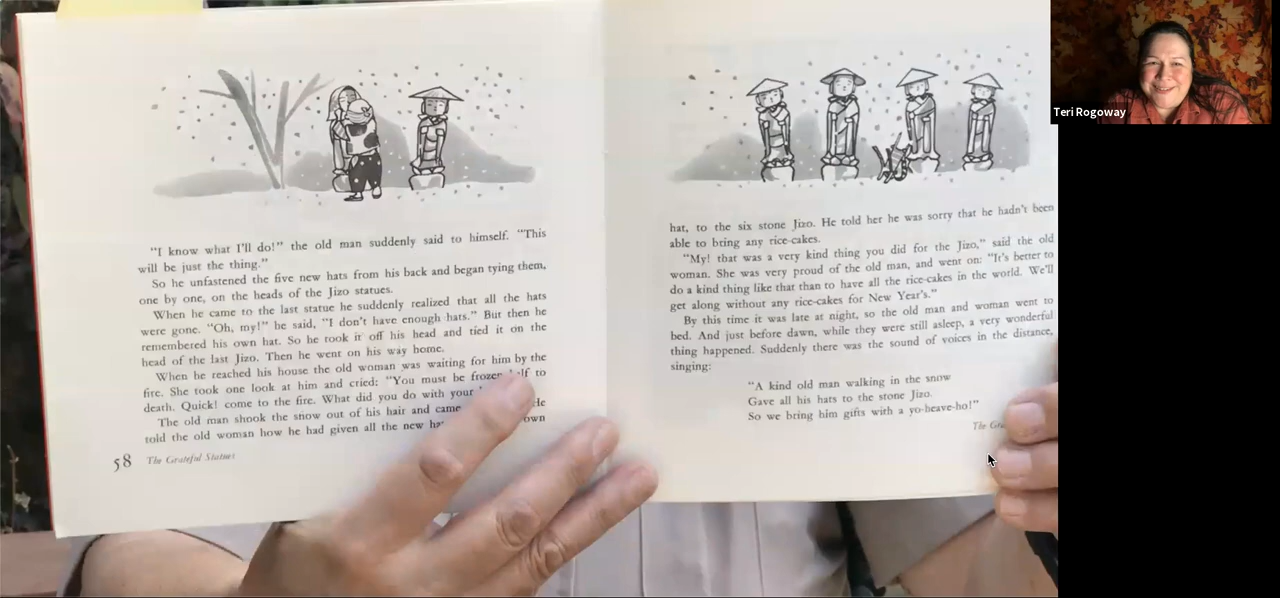 "I know what I'll do!" the old man suddenly said to himself. "This
will be just the thing."
So he unfastened the five new hats from his back and began tying them,
one by one, on the heads of the Jizo statues.
When he came to the last statue he suddenly realized that all the hats
were gone. "Oh, my!" he said, "I don't have enough hats." But then he
remembered his own hat. So he took it off his head and tied it on the
head of the last Jizo. Then he went on his way home.
When he reached his house the old woman was waiting for him by the
fire. She took one look at him and cried: "You must be frozen half to
death. Quick! come to the fire. What did you do with your
The old man shook the snow out of his hair and came He
told the old woman how he had given all the new own
58 The Grateful Statues
hat, to the six stone Jizo. He told her he was sorry that he hadn't been
able to bring any rice-cakes.
"My! that was a very kind thing you did for the Jizo," said the old
woman. She was very proud of the old man, and went on: "It's better to
do a kind thing like that than to have all the rice-cakes in the world. We'll
get along without any rice-cakes for New Year's."
By this time it was late at night, so the old man and woman went to
bed. And just before dawn, while they were still asleep, a very wonderful
thing happened. Suddenly there was the sound of voices in the distance,
singing:
"A kind old man walking in the snow
Gave all his hats to the stone Jizo.
So we bring him gifts with a yo-heave-ho!"
The
Teri Rogoway